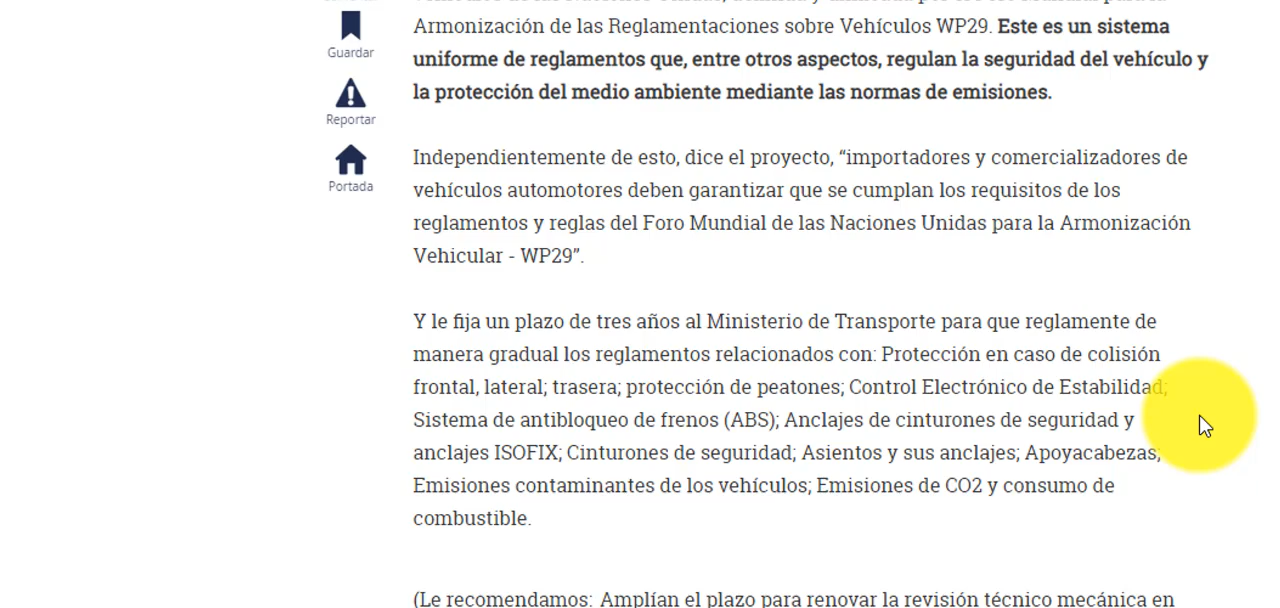 Guardar
Reportar
Portada
Armonización de las Reglamentaciones sobre Vehículos WP29. Este es un sistema
uniforme de reglamentos que, entre otros aspectos, regulan la seguridad del vehículo y
la protección del medio ambiente mediante las normas de emisiones.
Independientemente de esto, dice el proyecto, “importadores y comercializadores de
vehículos automotores deben garantizar que se cumplan los requisitos de los
reglamentos y reglas del Foro Mundial de las Naciones Unidas para la Armonización
Vehicular - WP29”.
Y le fija un plazo de tres años al Ministerio de Transporte para que reglamente de
manera gradual los reglamentos relacionados con: Protección en caso de colisión
frontal, lateral; trasera; protección de peatones; Control Electrónico de Estabilidad;
Sistema de antibloqueo de frenos (ABS); Anclajes de cinturones de seguridad y
anclajes ISOFIX; Cinturones de seguridad; Asientos y sus anclajes; Apoyacabezas;
Emisiones contaminantes de los vehículos; Emisiones de CO2 y consumo de
combustible.
(Le recomendamos: Amplían el plazo para renovar la revisión técnico mecánica en